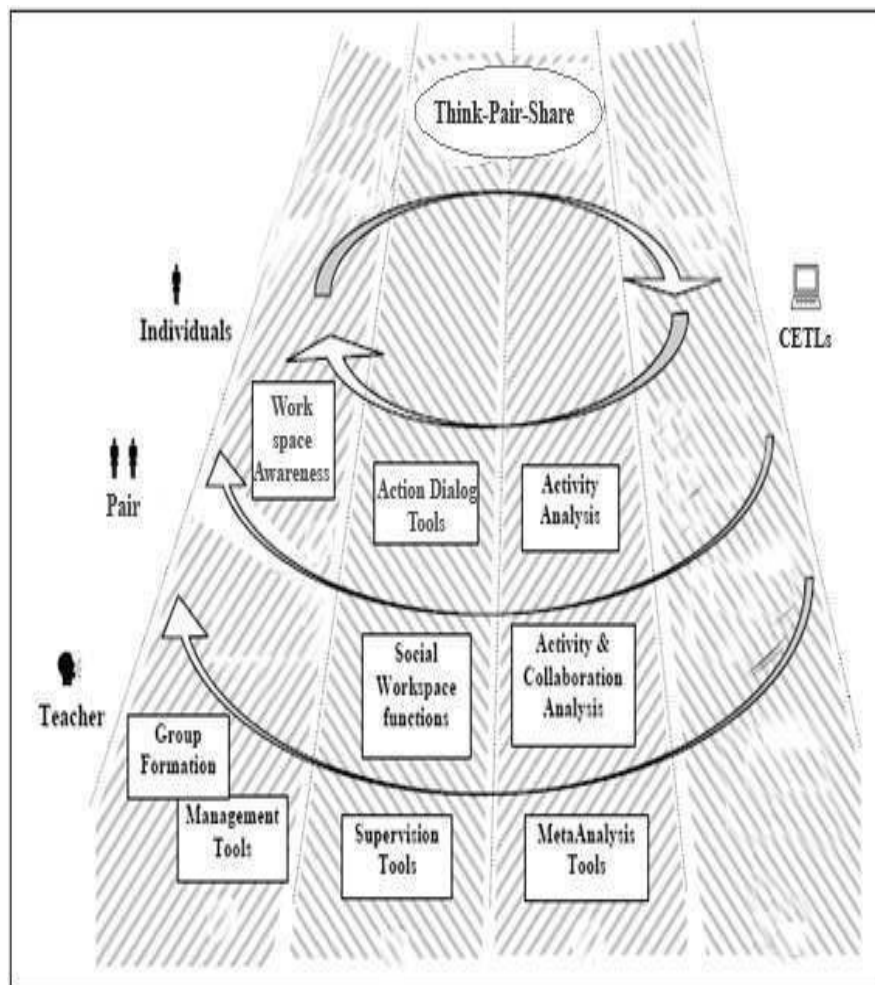 Think-Pair-Share
Individuals
CETLs
Work
space
Awareness
Pair
Action Dialog
Tools
Activity
Analysis
Teacher
Social
Workspace
functions
Activity &
Collaboration
Analysis
Group
Formation
Management
Tools
Supervision
Tools
MetaAnalysis
Tools